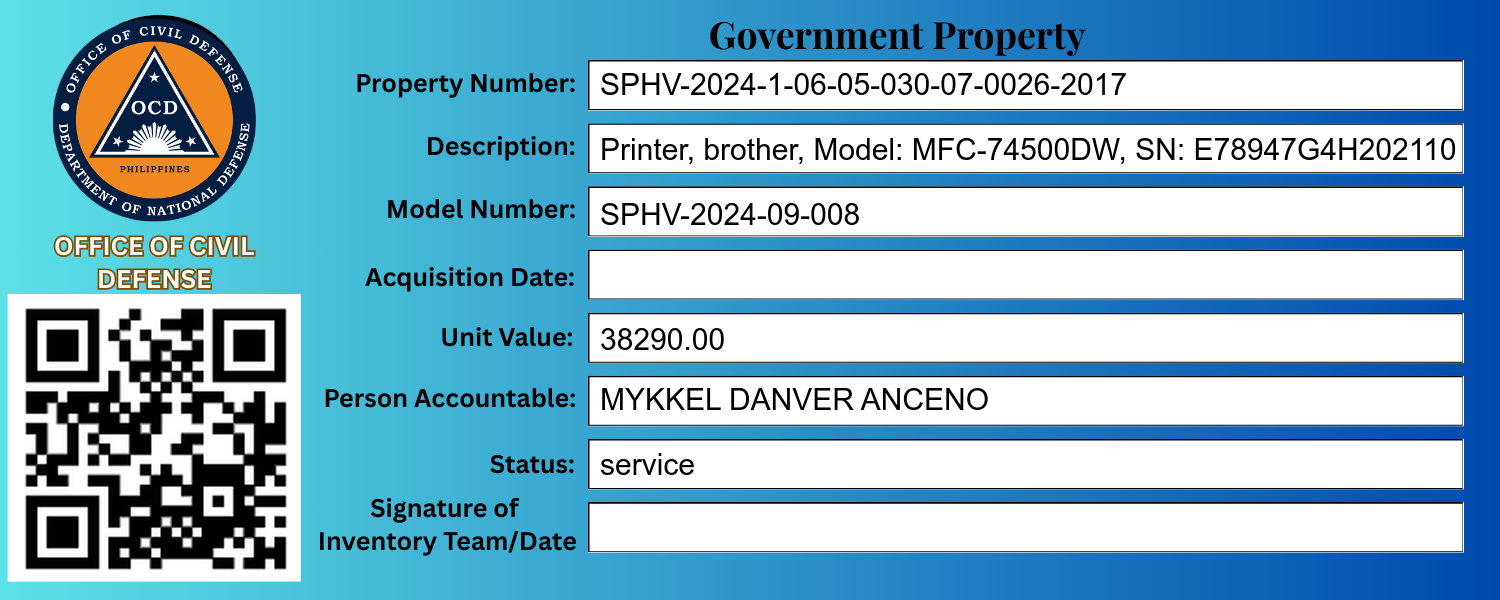 OFFICE OF CIVIL DEFENSE
OCD
PHILIPPINES
DEPARTMENT OF NATIONAL DEFENSE
OFFICE OF CIVIL
DEFENSE
Government Property
Property Number: SPHV-2024-1-06-05-030-07-0026-2017
Description: Printer, brother, Model: MFC-74500DW, SN: E78947G4H202110
Model Number: SPHV-2024-09-008
Acquisition Date:
Unit Value: 38290.00
Person Accountable: MYKKEL DANVER ANCENO
Status: service
Signature of
Inventory Team/Date